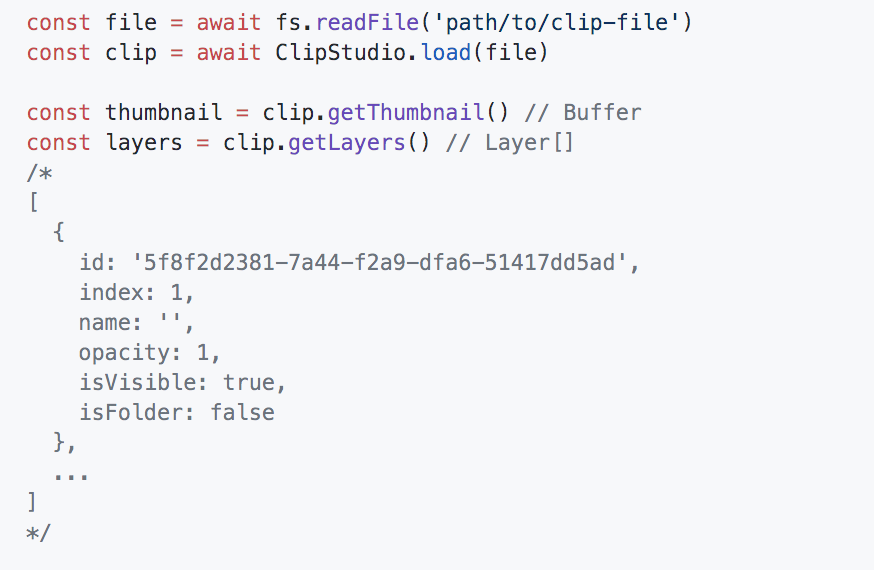 const file = await fs.readFile('path/to/clip-file')
const clip = await ClipStudio.load(file)
const thumbnail = clip.getThumbnail() // Buffer
const layers = clip.getLayers() // Layer[]
/*
[
  {
    id: '5f8f2d2381-7a44-f2a9-dfa6-51417dd5ad',
    index: 1,
    name: '',
    opacity: 1,
    isVisible: true,
    isFolder: false
  },
  ...
]
*/